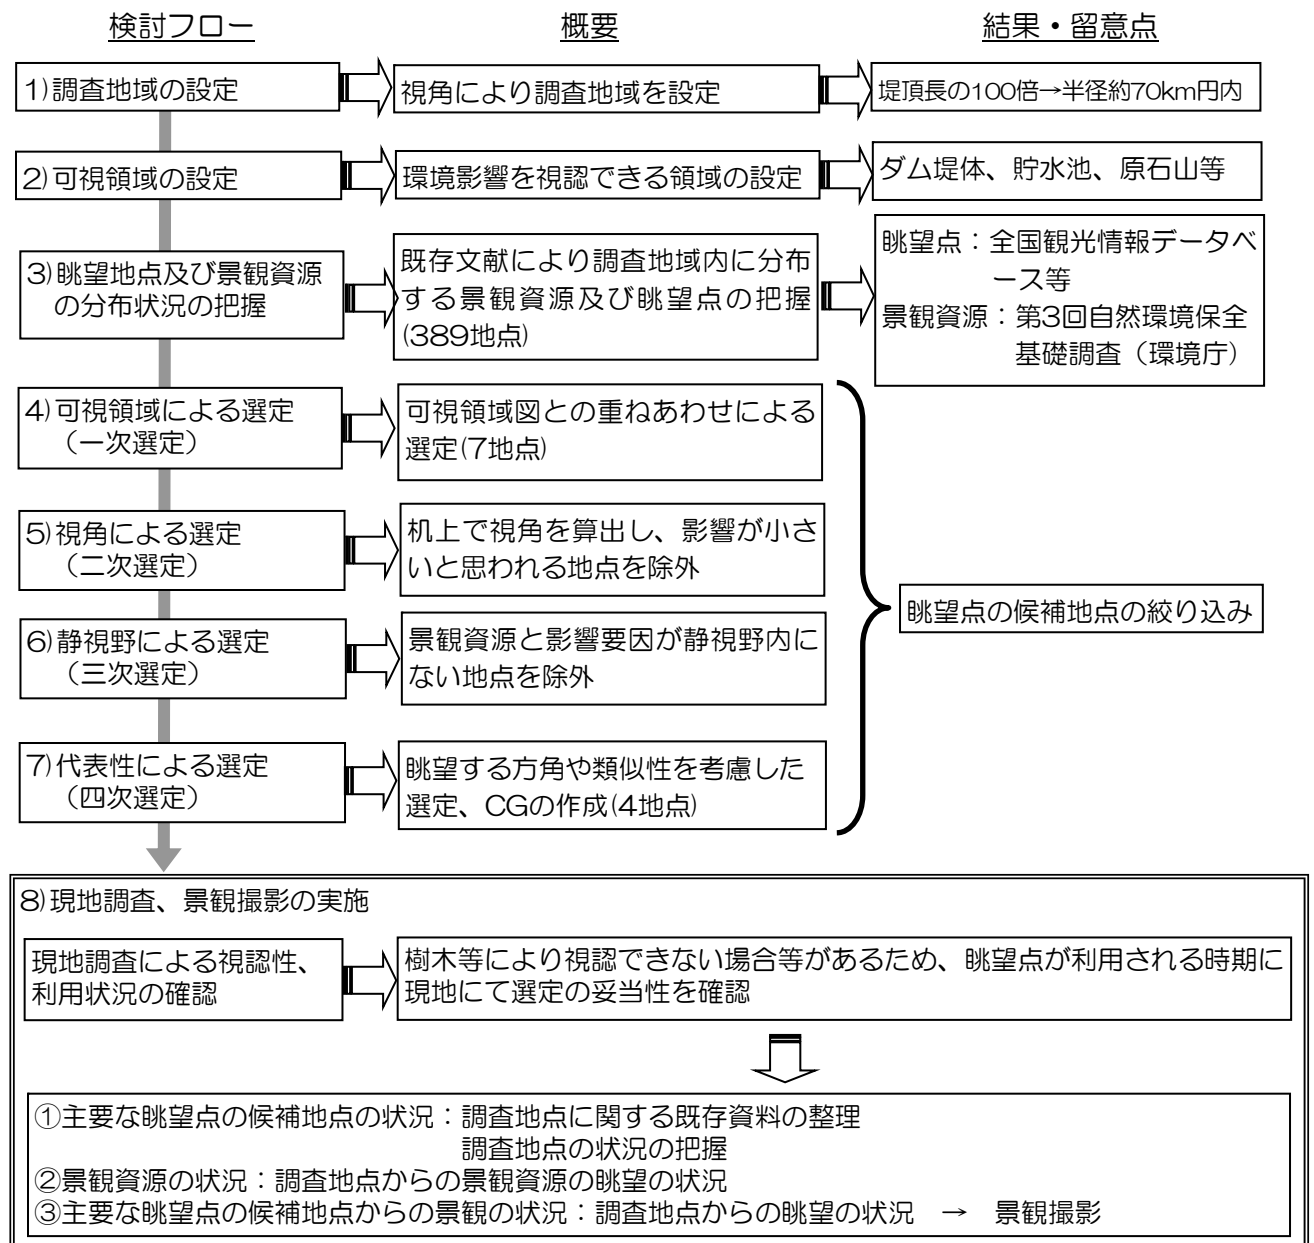 検討フロー
概要
結果・留意点
1)調査地域の設定
視角により調査地域を設定
堤頂長の100倍→半径約70km円内
2)可視領域の設定
環境影響を視認できる領域の設定
ダム堤体、貯水池、原石山等
3)眺望地点及び景観資源
の分布状況の把握
既存文献により調査地域内に分布
する景観資源及び眺望点の把握
(389地点)
眺望点：全国観光情報データベ
ース等
景観資源：第3回自然環境保全
基礎調査（環境庁）
4)可視領域による選定
（一次選定）
可視領域図との重ねあわせによる
選定(7地点)
5)視角による選定
（二次選定）
机上で視角を算出し、影響が小さ
いと思われる地点を除外
6)静視野による選定
（三次選定）
景観資源と影響要因が静視野内に
ない地点を除外
7)代表性による選定
（四次選定）
眺望する方角や類似性を考慮した
選定、CGの作成(4地点)
眺望点の候補地点の絞り込み
8)現地調査、景観撮影の実施
現地調査による視認性、
利用状況の確認
樹木等により視認できない場合等があるため、眺望点が利用される時期に
現地にて選定の妥当性を確認
①主要な眺望点の候補地点の状況：調査地点に関する既存資料の整理
調査地点の状況の把握
②景観資源の状況：調査地点からの景観資源の眺望の状況
③主要な眺望点の候補地点からの景観の状況：調査地点からの眺望の状況　→　景観撮影